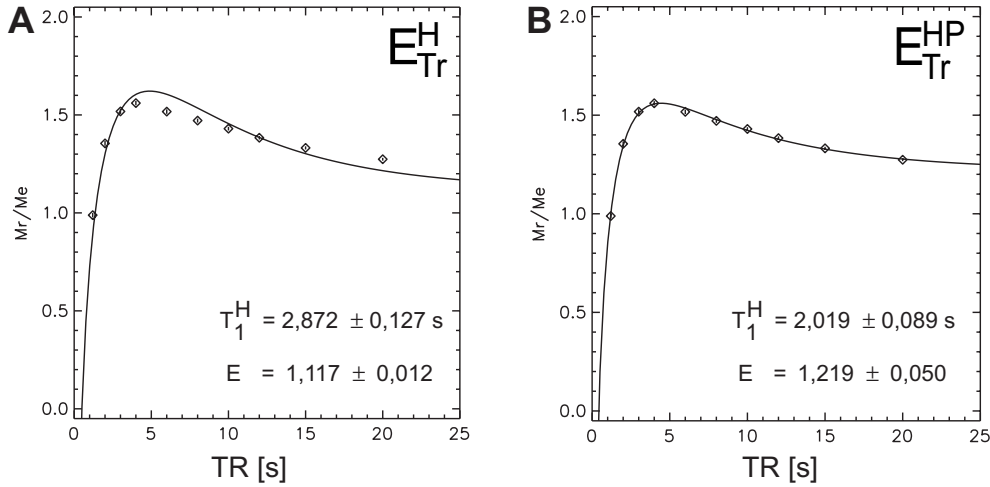 A
E^H_Tr
2.0
1.5
1.0
0.5
0.0
Mr/Me
T_1^H = 2,872 ± 0,127 s
E = 1,117 ± 0,012
0 5 10 15 20 25
TR [s]
B
E^HP_Tr
2.0
1.5
1.0
0.5
0.0
Mr/Me
T_1^H = 2,019 ± 0,089 s
E = 1,219 ± 0,050
0 5 10 15 20 25
TR [s]